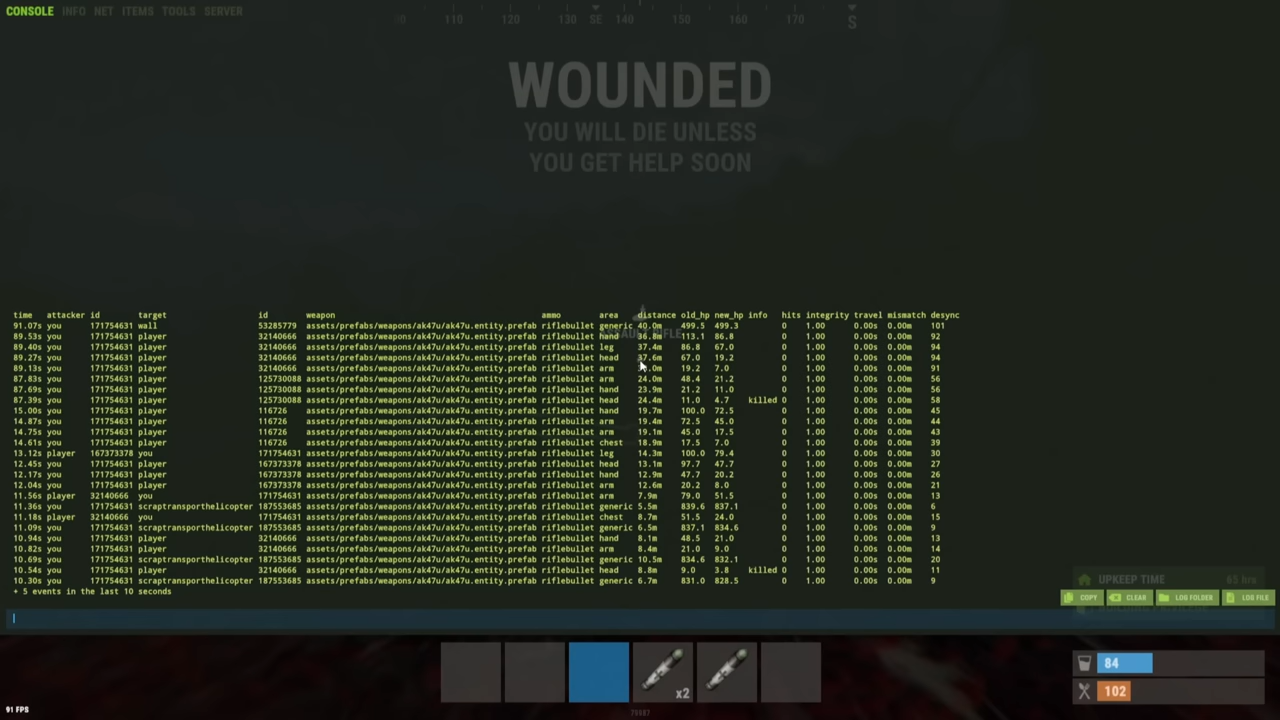 CONSOLE INFO NET ITEMS TOOLS SERVER
110 120 130 SE 140 150 160 170 S
WOUNDED
YOU WILL DIE UNLESS
YOU GET HELP SOON
time attacker id target id weapon ammo area distance old_hp new_hp info hits integrity travel mismatch desync
91.07s you 171754631 wall 53285779 assets/prefabs/weapons/ak47u/ak47u.entity.prefab riflebullet generic 40.0m 499.5 499.3 0 1.00 0.00s 0.00m 101
89.53s you 171754631 player 32140666 assets/prefabs/weapons/ak47u/ak47u.entity.prefab riflebullet hand 36.8m 113.1 86.8 0 1.00 0.00s 0.00m 92
89.40s you 171754631 player 32140666 assets/prefabs/weapons/ak47u/ak47u.entity.prefab riflebullet leg 37.4m 86.8 67.0 0 1.00 0.00s 0.00m 94
89.27s you 171754631 player 32140666 assets/prefabs/weapons/ak47u/ak47u.entity.prefab riflebullet head 37.6m 67.0 19.2 0 1.00 0.00s 0.00m 94
89.13s you 171754631 player 32140666 assets/prefabs/weapons/ak47u/ak47u.entity.prefab riflebullet arm 19.2 7.0 0 1.00 0.00s 0.00m 91
87.83s you 171754631 player 125730088 assets/prefabs/weapons/ak47u/ak47u.entity.prefab riflebullet arm 24.0m 48.4 21.2 0 1.00 0.00s 0.00m 56
87.69s you 171754631 player 125730088 assets/prefabs/weapons/ak47u/ak47u.entity.prefab riflebullet hand 23.9m 21.2 11.0 0 1.00 0.00s 0.00m 56
87.39s you 171754631 player 125730088 assets/prefabs/weapons/ak47u/ak47u.entity.prefab riflebullet head 24.4m 11.0 4.7 killed 0 1.00 0.00s 0.00m 58
15.00s you 171754631 player 116726 assets/prefabs/weapons/ak47u/ak47u.entity.prefab riflebullet hand 19.7m 100.0 72.5 0 1.00 0.00s 0.00m 45
14.87s you 171754631 player 116726 assets/prefabs/weapons/ak47u/ak47u.entity.prefab riflebullet arm 19.4m 72.5 45.0 0 1.00 0.00s 0.00m 44
14.75s you 171754631 player 116726 assets/prefabs/weapons/ak47u/ak47u.entity.prefab riflebullet arm 19.1m 45.0 17.5 0 1.00 0.00s 0.00m 43
14.61s you 171754631 player 116726 assets/prefabs/weapons/ak47u/ak47u.entity.prefab riflebullet chest 18.9m 17.5 7.0 0 1.00 0.00s 0.00m 39
13.12s player 167373378 you 171754631 assets/prefabs/weapons/ak47u/ak47u.entity.prefab riflebullet leg 14.3m 100.0 79.4 0 1.00 0.00s 0.00m 30
12.45s you 171754631 player 167373378 assets/prefabs/weapons/ak47u/ak47u.entity.prefab riflebullet head 13.1m 97.7 47.7 0 1.00 0.00s 0.00m 27
12.17s you 171754631 player 167373378 assets/prefabs/weapons/ak47u/ak47u.entity.prefab riflebullet hand 12.9m 47.7 20.2 0 1.00 0.00s 0.00m 26
12.04s you 171754631 player 167373378 assets/prefabs/weapons/ak47u/ak47u.entity.prefab riflebullet arm 12.6m 20.2 8.0 0 1.00 0.00s 0.00m 21
11.56s player 32140666 you 171754631 assets/prefabs/weapons/ak47u/ak47u.entity.prefab riflebullet arm 7.9m 79.0 51.5 0 1.00 0.00s 0.00m 13
11.36s you 171754631 scraptransporthelicopter 187553685 assets/prefabs/weapons/ak47u/ak47u.entity.prefab riflebullet generic 5.5m 839.6 837.1 0 1.00 0.00s 0.00m 6
11.18s player 32140666 you 171754631 assets/prefabs/weapons/ak47u/ak47u.entity.prefab riflebullet chest 8.7m 51.5 24.0 0 1.00 0.00s 0.00m 15
11.09s you 171754631 scraptransporthelicopter 187553685 assets/prefabs/weapons/ak47u/ak47u.entity.prefab riflebullet generic 6.5m 837.1 834.6 0 1.00 0.00s 0.00m 9
10.94s you 171754631 player 32140666 assets/prefabs/weapons/ak47u/ak47u.entity.prefab riflebullet hand 8.1m 48.5 21.0 0 1.00 0.00s 0.00m 13
10.82s you 171754631 player 32140666 assets/prefabs/weapons/ak47u/ak47u.entity.prefab riflebullet arm 8.4m 21.0 9.0 0 1.00 0.00s 0.00m 14
10.69s you 171754631 scraptransporthelicopter 187553685 assets/prefabs/weapons/ak47u/ak47u.entity.prefab riflebullet generic 10.5m 834.6 832.1 0 1.00 0.00s 0.00m 20
10.54s you 171754631 player 32140666 assets/prefabs/weapons/ak47u/ak47u.entity.prefab riflebullet head 8.8m 9.0 3.8 killed 0 1.00 0.00s 0.00m 11
10.30s you 171754631 scraptransporthelicopter 187553685 assets/prefabs/weapons/ak47u/ak47u.entity.prefab riflebullet generic 6.7m 831.0 828.5 0 1.00 0.00s 0.00m 9
+ 5 events in the last 10 seconds
UPKEEP TIME 65 hrs
COPY CLEAR LOG FOLDER LOG FILE
x2
84
102
91 FPS